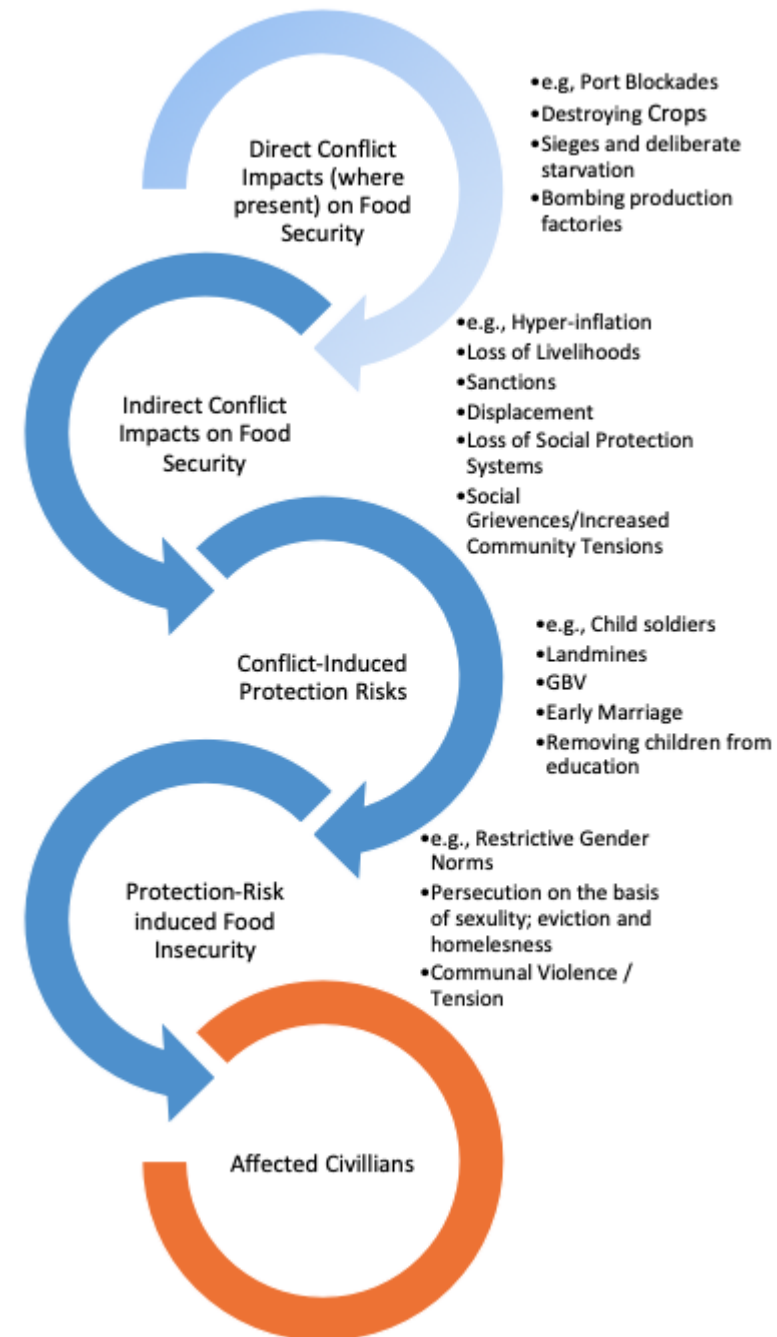 Direct Conflict
Impacts (where
present) on Food
Security
•e.g, Port Blockades
•Destroying Crops
•Sieges and deliberate
starvation
•Bombing production
factories
Indirect Conflict
Impacts on Food
Security
•e.g., Hyper-inflation
•Loss of Livelihoods
•Sanctions
•Displacement
•Loss of Social Protection
Systems
•Social
Grievences/Increased
Community Tensions
Conflict-Induced
Protection Risks
•e.g., Child soldiers
•Landmines
•GBV
•Early Marriage
•Removing children from
education
Protection-Risk
induced Food
Insecurity
•e.g., Restrictive Gender
Norms
•Persecution on the basis
of sexulity; eviction and
homelesness
•Communal Violence /
Tension
Affected Civillians